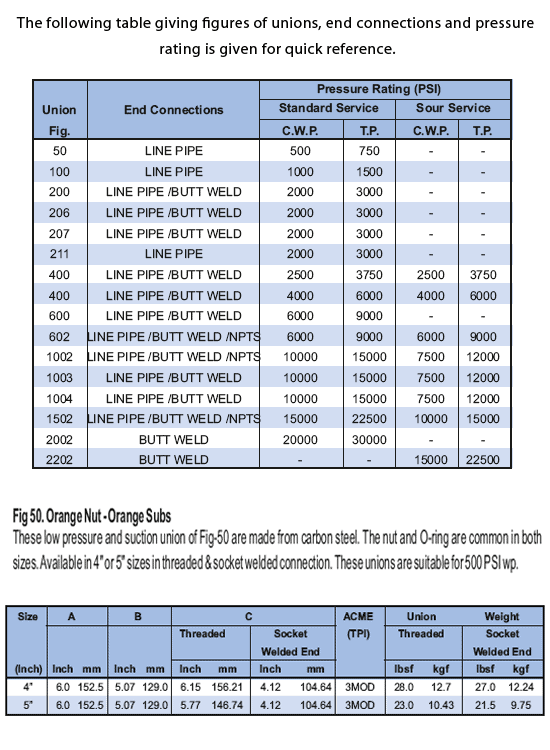 The following table giving figures of unions, end connections and pressure
rating is given for quick reference.
Pressure Rating (PSI)
Union End Connections Standard Service Sour Service
Fig. C.W.P. T.P. C.W.P. T.P.
50 LINE PIPE 500 750 - -
100 LINE PIPE 1000 1500 - -
200 LINE PIPE /BUTT WELD 2000 3000 - -
206 LINE PIPE /BUTT WELD 2000 3000 - -
207 LINE PIPE /BUTT WELD 2000 3000 - -
211 LINE PIPE 2000 3000 - -
400 LINE PIPE /BUTT WELD 2500 3750 2500 3750
400 LINE PIPE /BUTT WELD 4000 6000 4000 6000
600 LINE PIPE /BUTT WELD 6000 9000 - -
602 LINE PIPE /BUTT WELD /NPTS 6000 9000 6000 9000
1002 LINE PIPE /BUTT WELD /NPTS 10000 15000 7500 12000
1003 LINE PIPE /BUTT WELD 10000 15000 7500 12000
1004 LINE PIPE /BUTT WELD 10000 15000 7500 12000
1502 LINE PIPE /BUTT WELD /NPTS 15000 22500 10000 15000
2002 BUTT WELD 20000 30000 - -
2202 BUTT WELD - - 15000 22500
Fig 50. Orange Nut - Orange Subs
These low pressure and suction union of Fig-50 are made from carbon steel. The nut and O-ring are common in both
sizes. Available in 4" or 5" sizes in threaded & socket welded connection. These unions are suitable for 500 PSI wp.
Size A B C ACME Union Weight
Threaded Socket (TPI) Threaded Socket
Welded End Welded End
(Inch) Inch mm Inch mm Inch mm Inch mm lbsf kgf lbsf kgf
4" 6.0 152.5 5.07 129.0 6.15 156.21 4.12 104.64 3MOD 28.0 12.7 27.0 12.24
5" 6.0 152.5 5.07 129.0 5.77 146.74 4.12 104.64 3MOD 23.0 10.43 21.5 9.75